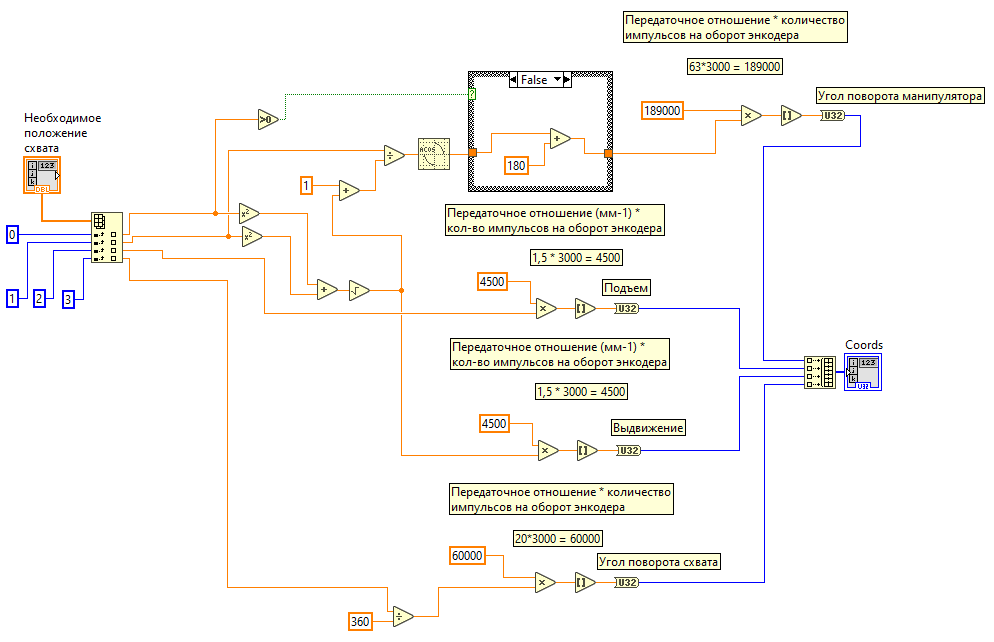 Передаточное отношение * количество
импульсов на оборот энкодера
63*3000 = 189000
False
Необходимое
положение
схвата
>0
?
189000
×
[]
U32
Угол поворота манипулятора
123
DBL
ACOS
÷
+
180
1
+
0
x²
x²
Передаточное отношение (мм-1) *
кол-во импульсов на оборот энкодера
1,5 * 3000 = 4500
1
2
3
+
√
4500
×
[]
U32
Подъем
Передаточное отношение (мм-1) *
кол-во импульсов на оборот энкодера
1,5 * 3000 = 4500
Coords
123
U32
4500
×
[]
U32
Выдвижение
Передаточное отношение * количество
импульсов на оборот энкодера
20*3000 = 60000
60000
×
[]
U32
Угол поворота схвата
360
÷